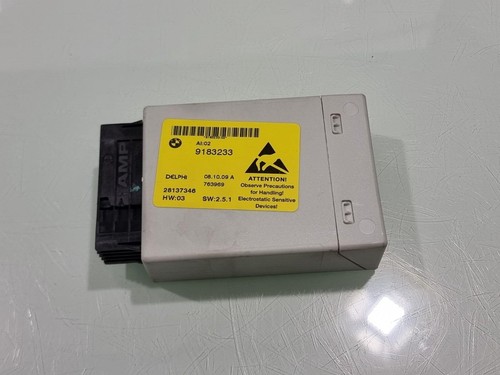 AI:02
9183233
DELPHI 08.10.09 A
763969
28137346
HW:03 SW:2.5.1
ATTENTION!
Observe Precautions
for Handling!
Electrostatic Sensitive
Devices!
AMP